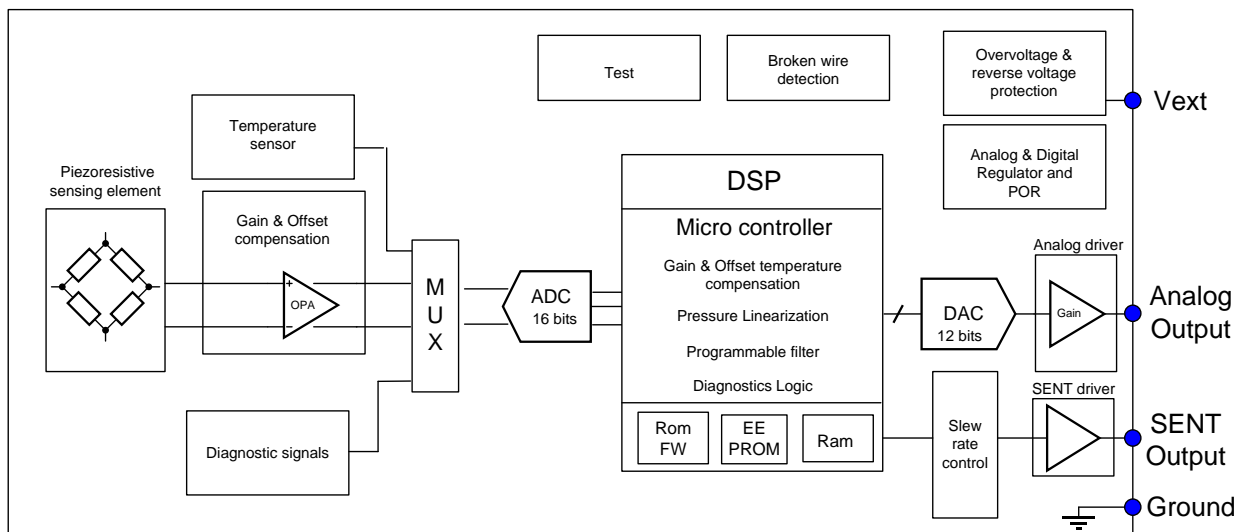 Test
Broken wire
detection
Overvoltage &
reverse voltage
protection
Vext
Temperature
sensor
Analog & Digital
Regulator and
POR
Piezoresistive
sensing element
Gain & Offset
compensation
+
OPA
−
M
U
X
ADC
16 bits
DSP
Micro controller
Gain & Offset temperature
compensation
Pressure Linearization
Programmable filter
Diagnostics Logic
Rom
FW
EE
PROM
Ram
DAC
12 bits
Analog driver
Gain
Analog
Output
Diagnostic signals
Slew
rate
control
SENT driver
SENT
Output
Ground